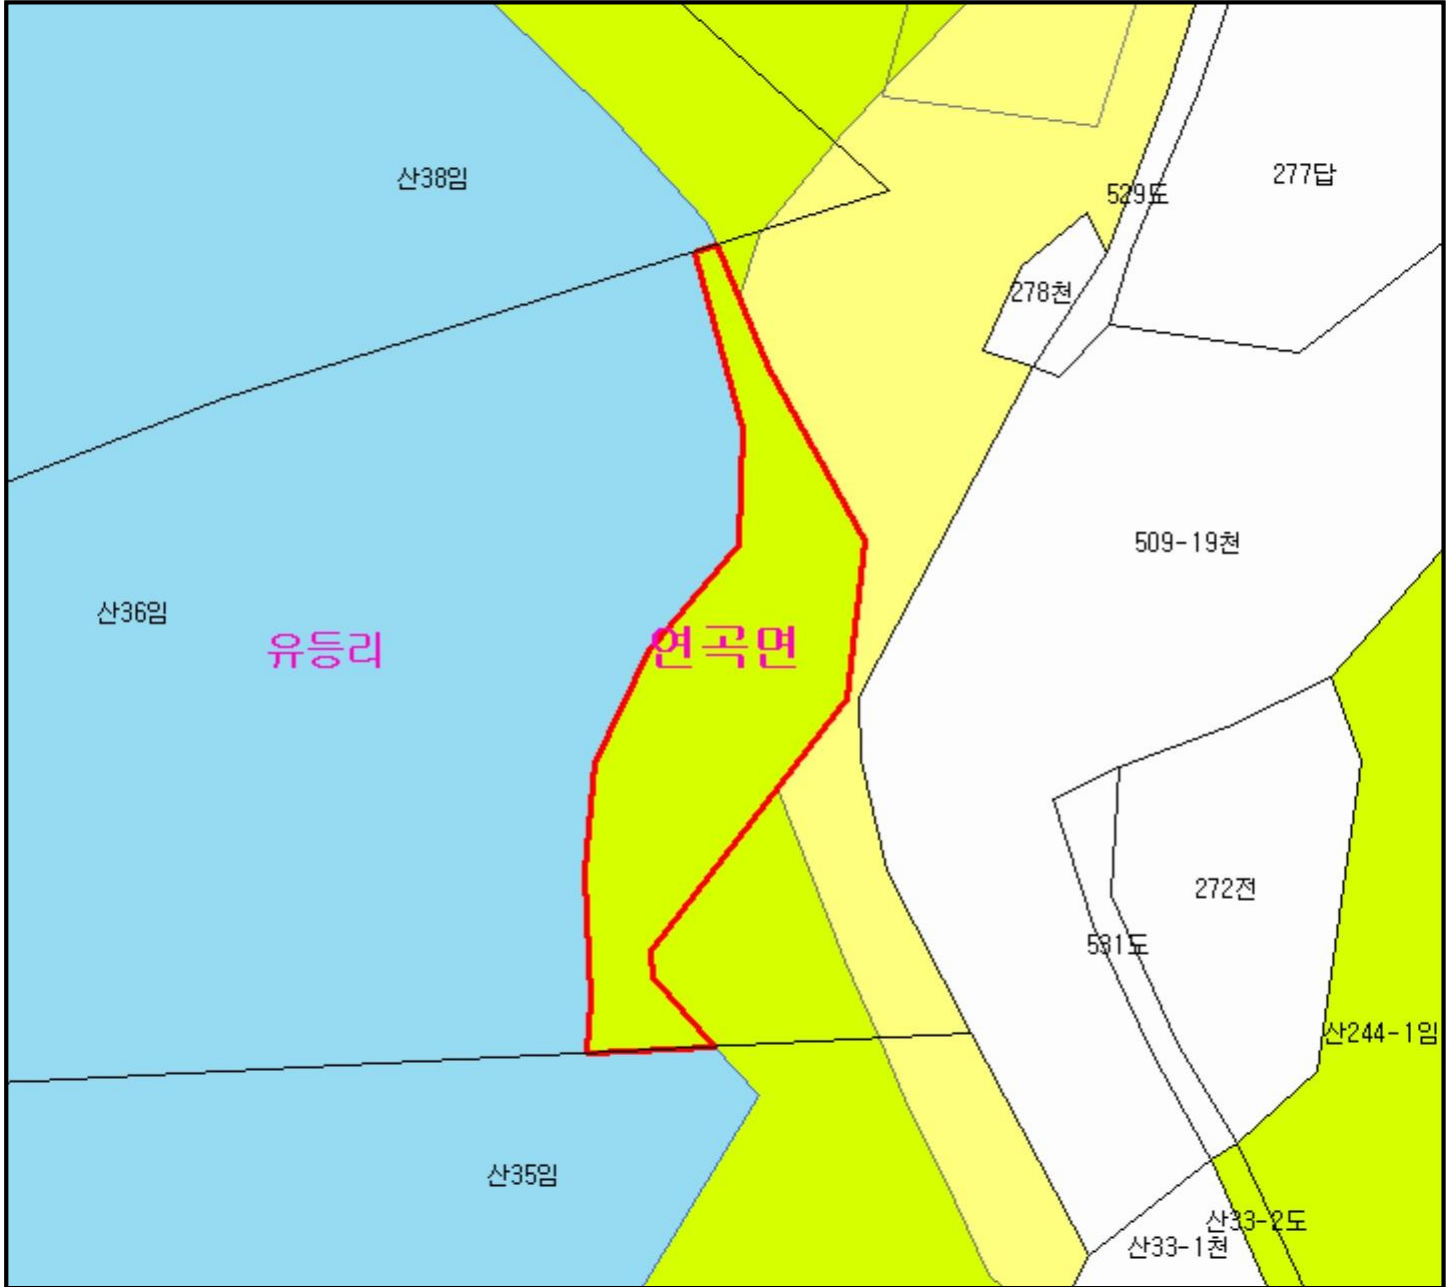 산38임
277답
529도
278천
509-19천
산36임
유등리
연곡면
272전
531도
산244-1임
산35임
산33-2도
산33-1천